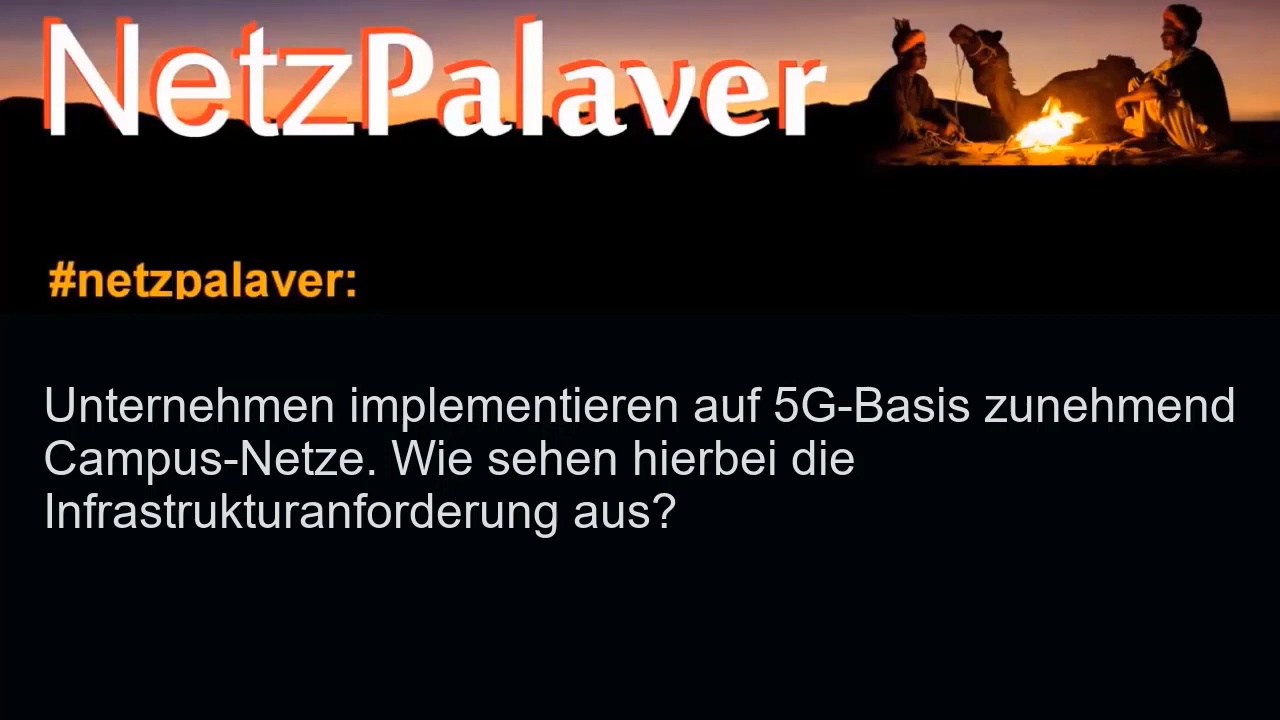 NetzPalaver
#netzpalaver:
Unternehmen implementieren auf 5G-Basis zunehmend
Campus-Netze. Wie sehen hierbei die
Infrastrukturanforderung aus?